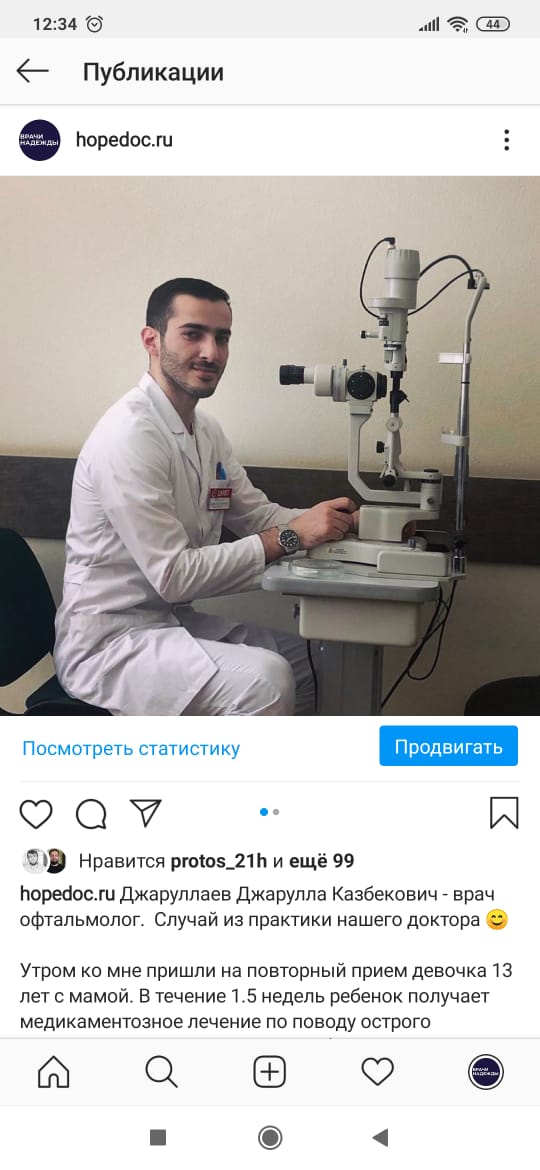 12:34
44
Публикации
ВРАЧИ
НАДЕЖДЫ
hopedoc.ru
Посмотреть статистику
Продвигать
Нравится protos_21h и ещё 99
hopedoc.ru Джаруллаев Джарулла Казбекович - врач
офтальмолог. Случай из практики нашего доктора 😊
Утром ко мне пришли на повторный прием девочка 13
лет с мамой. В течение 1.5 недель ребенок получает
медикаментозное лечение по поводу острого
ВРАЧИ
НАДЕЖДЫ